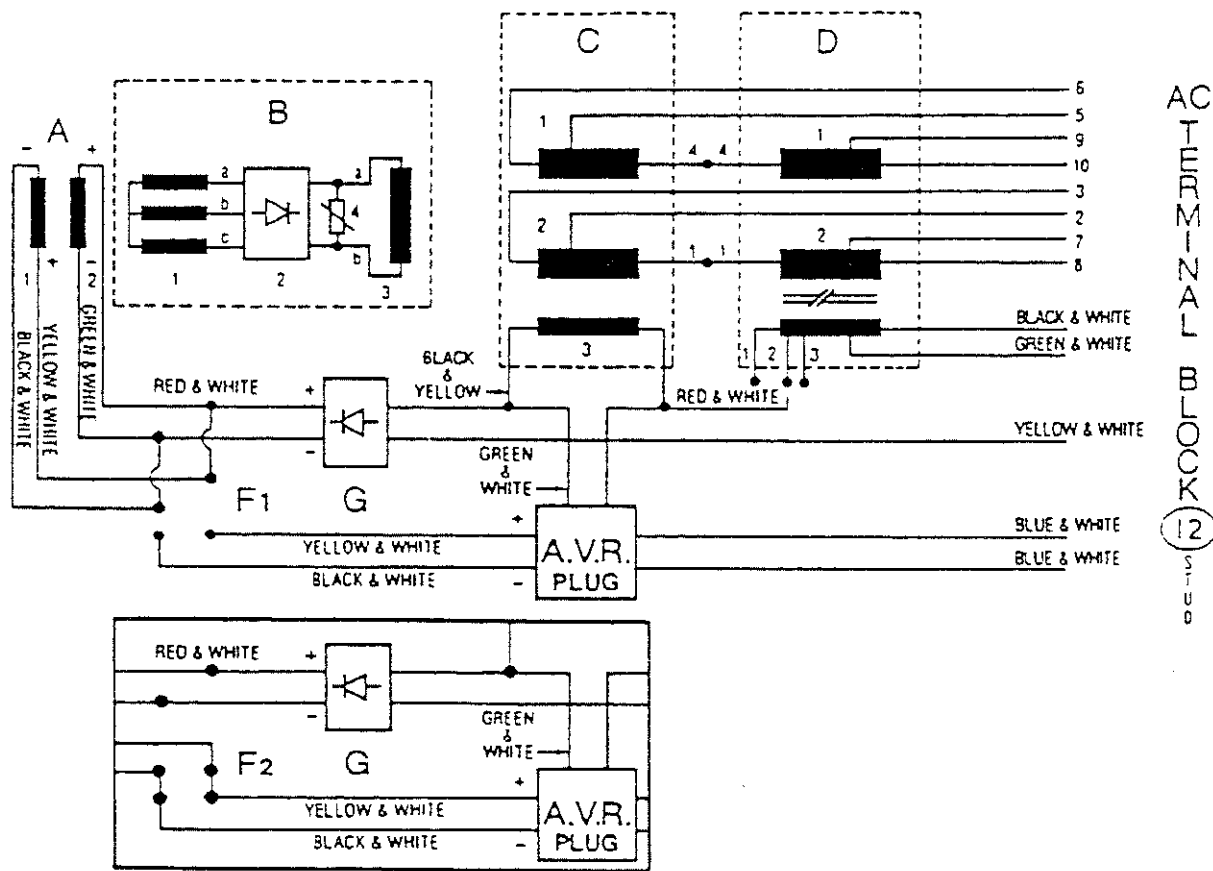 A
B
C
D
- +
+ -
1 2
BLACK & WHITE
YELLOW & WHITE
GREEN & WHITE
a
b
c
1 2 3
4
a
b
1
2
3
4 4
1 1
1
2
1 2 3
6
5
9
10
3
2
7
8
BLACK & WHITE
GREEN & WHITE
YELLOW & WHITE
BLUE & WHITE
BLUE & WHITE
AC TERMINAL BLOCK
12
STUD
RED & WHITE
+
-
BLACK
&
YELLOW
RED & WHITE
GREEN
&
WHITE
F1 G
YELLOW & WHITE
BLACK & WHITE
+
-
A.V.R.
PLUG
RED & WHITE
+
-
GREEN
&
WHITE
F2 G
YELLOW & WHITE
BLACK & WHITE
+
-
A.V.R.
PLUG